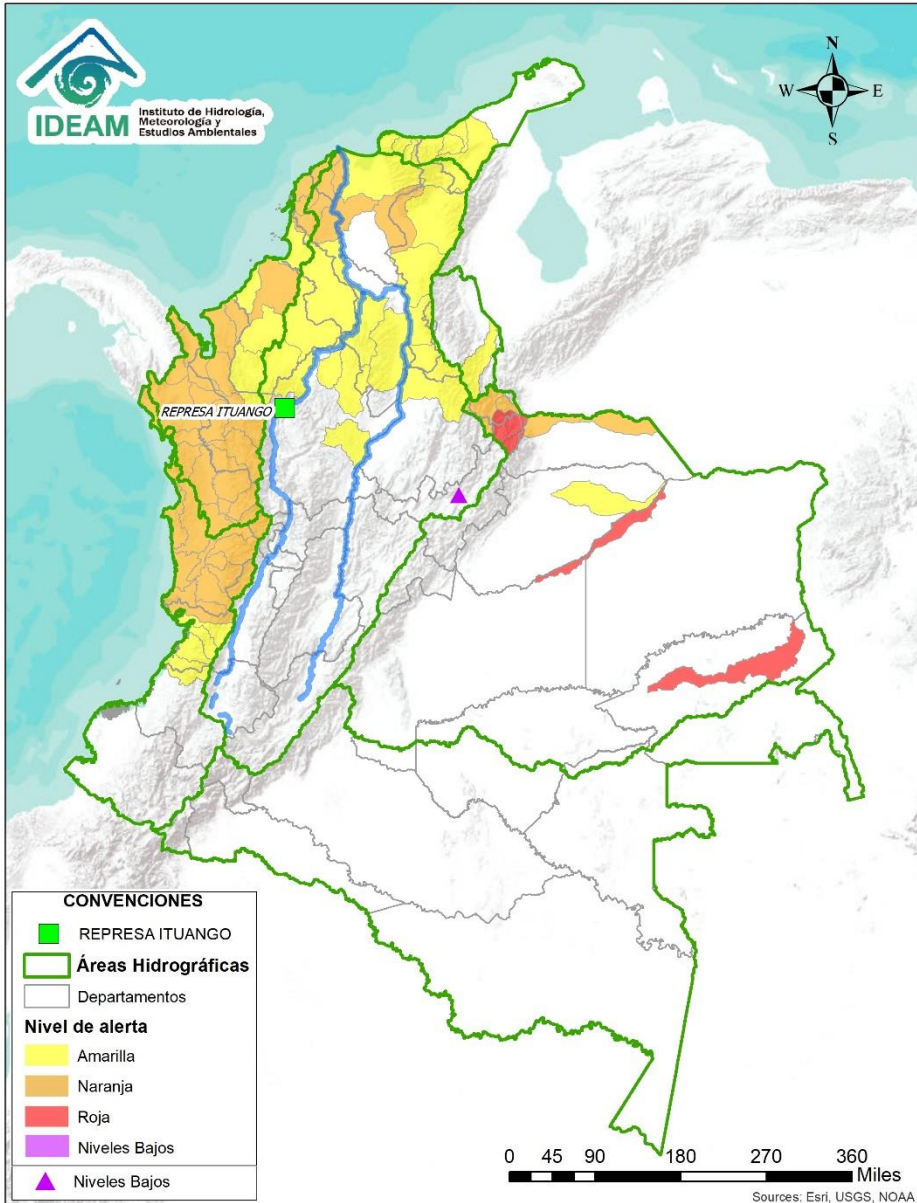 IDEAM
Instituto de Hidrología,
Meteorología y
Estudios Ambientales
N
W
E
S
REPRESA ITUANGO
CONVENCIONES
REPRESA ITUANGO
Áreas Hidrográficas
Departamentos
Nivel de alerta
Amarilla
Naranja
Roja
Niveles Bajos
Niveles Bajos
0 45 90 180 270 360
Miles
Sources: Esri, USGS, NOAA